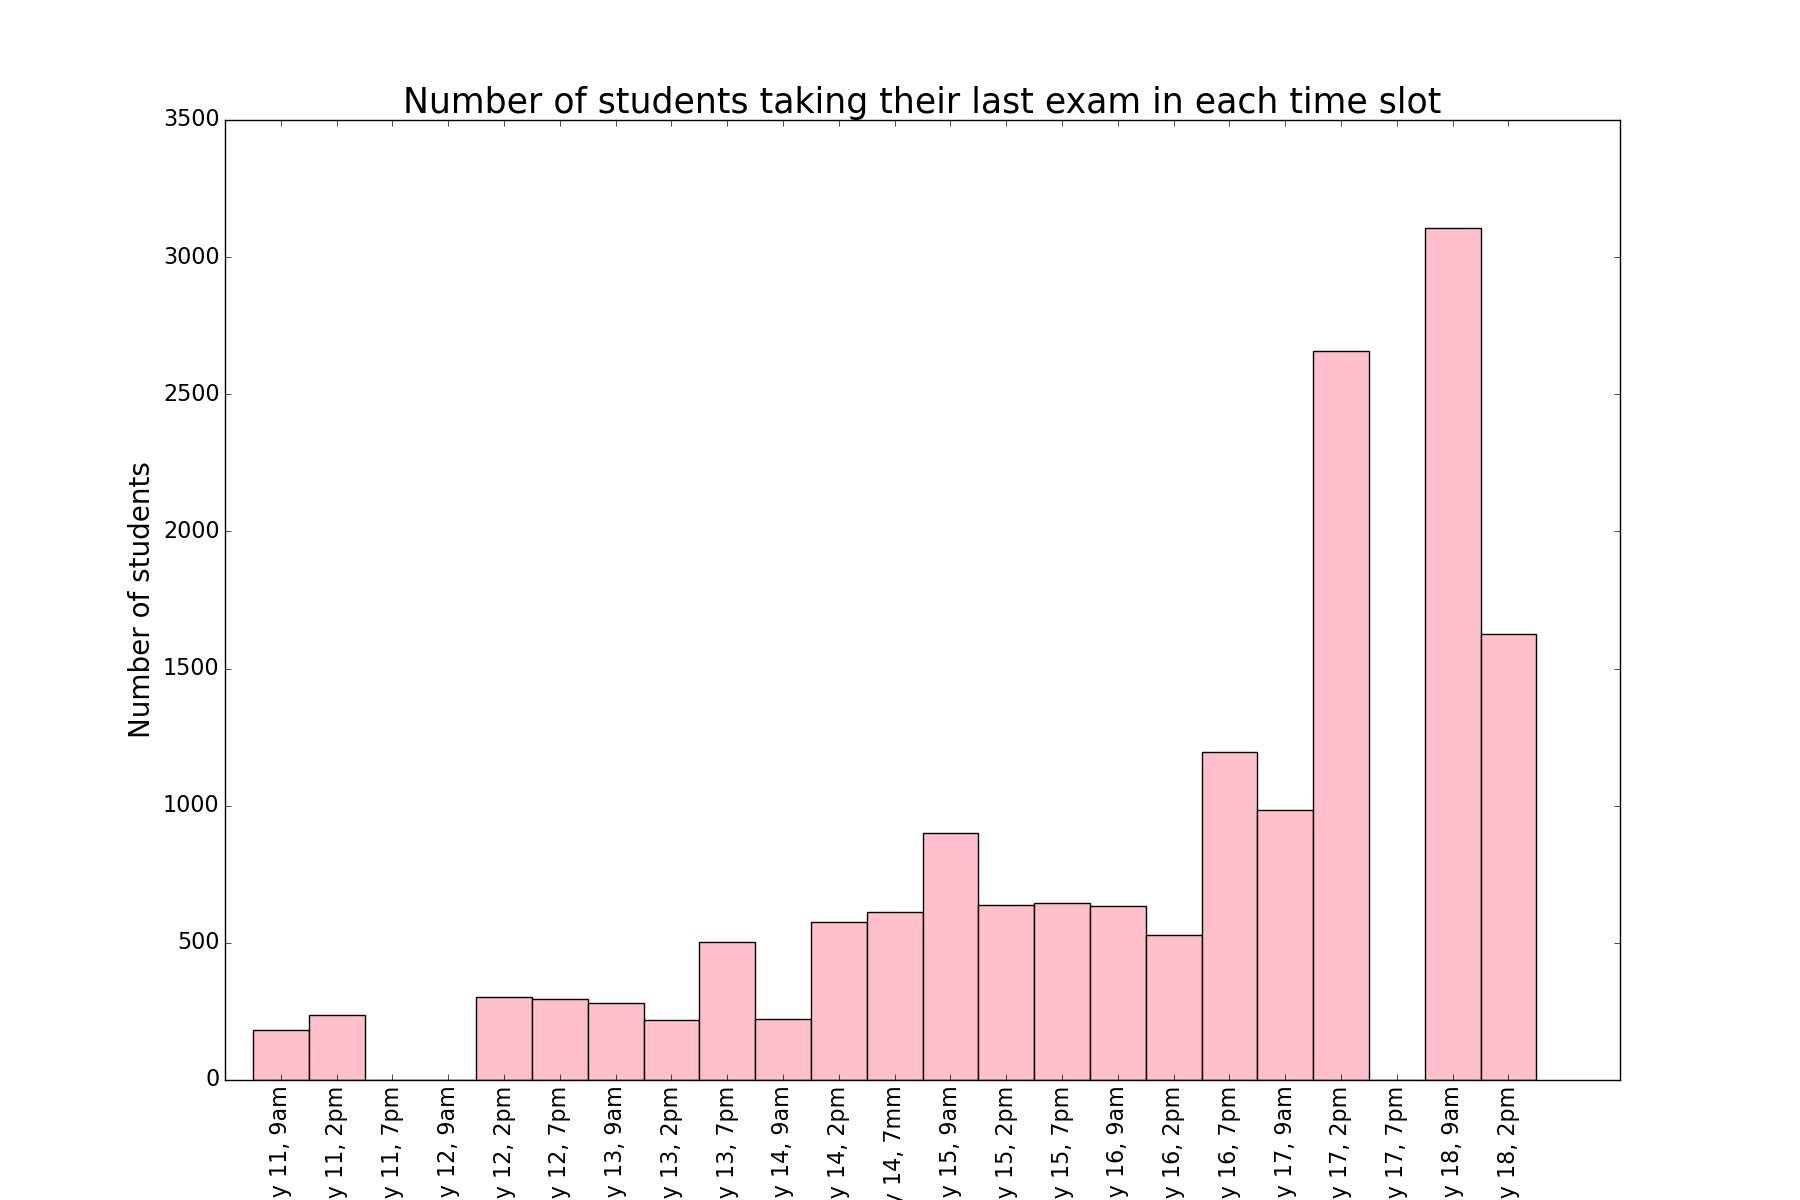 Number of students taking their last exam in each time slot
3500
3000
2500
2000
1500
1000
500
0
Number of students
y 11, 9am
y 11, 2pm
y 11, 7pm
y 12, 9am
y 12, 2pm
y 12, 7pm
y 13, 9am
y 13, 2pm
y 13, 7pm
y 14, 9am
y 14, 2pm
y 14, 7mm
y 15, 9am
y 15, 2pm
y 15, 7pm
y 16, 9am
y 16, 2pm
y 16, 7pm
y 17, 9am
y 17, 2pm
y 17, 7pm
y 18, 9am
y 18, 2pm